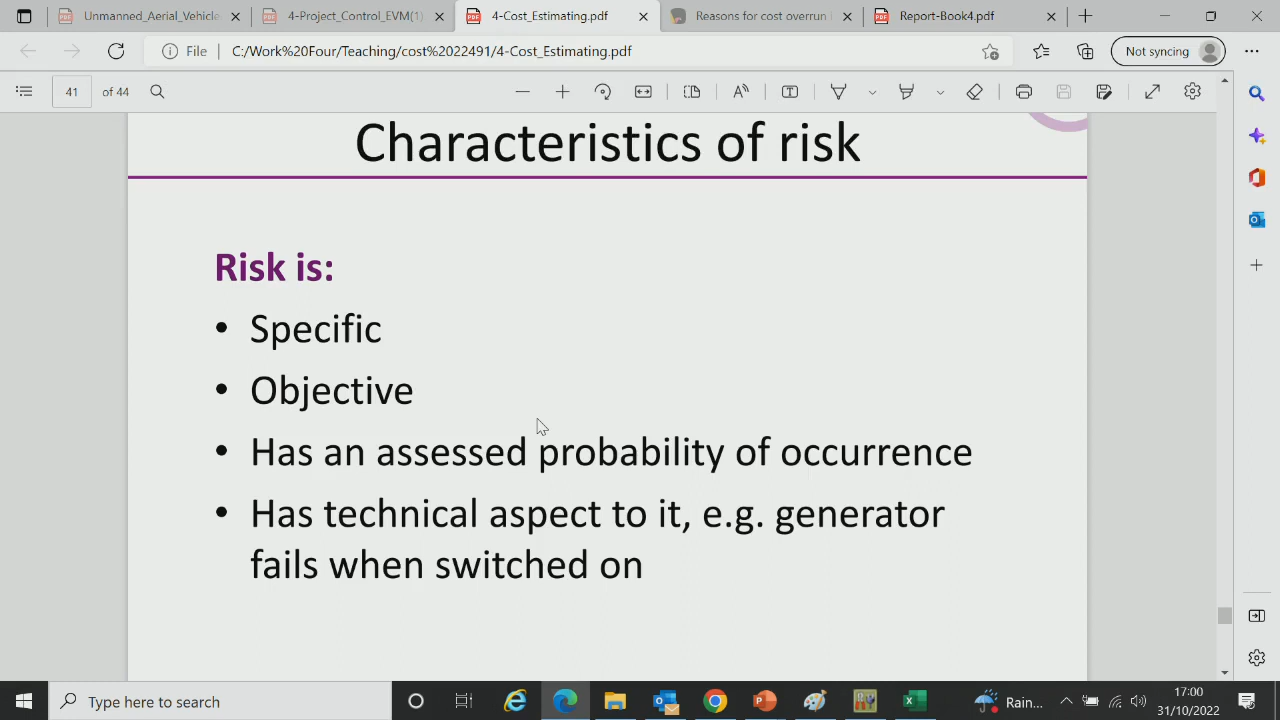 Unmanned_Aerial_Vehicle
4-Project_Control_EVM(1)
4-Cost_Estimating.pdf
Reasons for cost overrun
Report-Book4.pdf
File
C:/Work%20Four/Teaching/cost%2022491/4-Cost_Estimating.pdf
Not syncing
41 of 44
Characteristics of risk
Risk is:
• Specific
• Objective
• Has an assessed probability of occurrence
• Has technical aspect to it, e.g. generator
fails when switched on
Type here to search
Rain...
17:00
31/10/2022